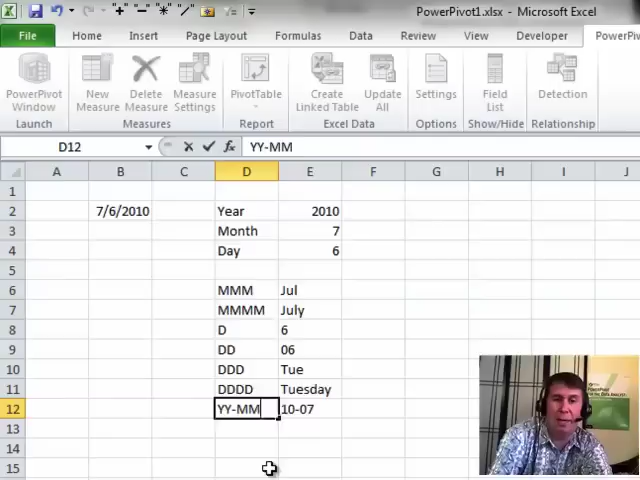 PowerPivot1.xlsx - Microsoft Excel
File Home Insert Page Layout Formulas Data Review View Developer
PowerPivot Window New Measure Delete Measure Measure Settings PivotTable Create Linked Table Update All Settings Field List Detection
Launch Measures Report Excel Data Options Show/Hide Relationship
D12 fx YY-MM
A B C D E F G H I J
1
2 7/6/2010 Year 2010
3 Month 7
4 Day 6
5
6 MMM Jul
7 MMMM July
8 D 6
9 DD 06
10 DDD Tue
11 DDDD Tuesday
12 YY-MM 10-07
13
14
15